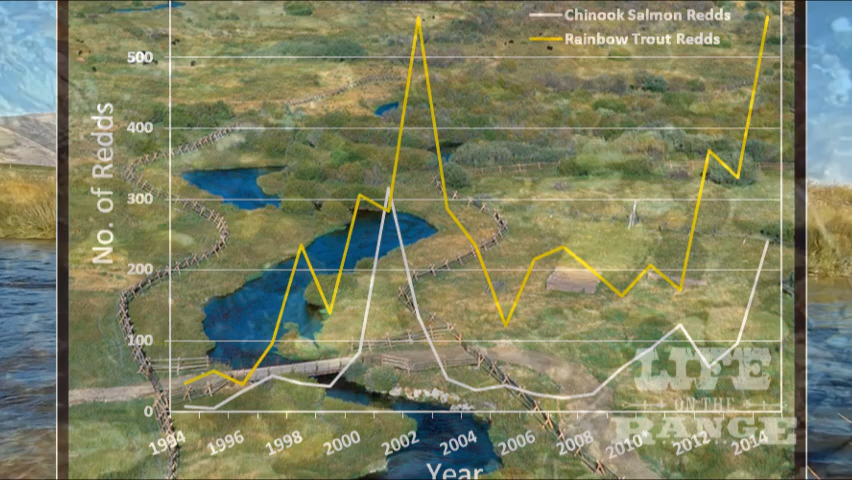 Chinook Salmon Redds
Rainbow Trout Redds
500
400
300
200
100
0
No. of Redds
1994 1996 1998 2000 2002 2004 2006 2008 2010 2012 2014
Year
LIFE
ON THE
RANGE